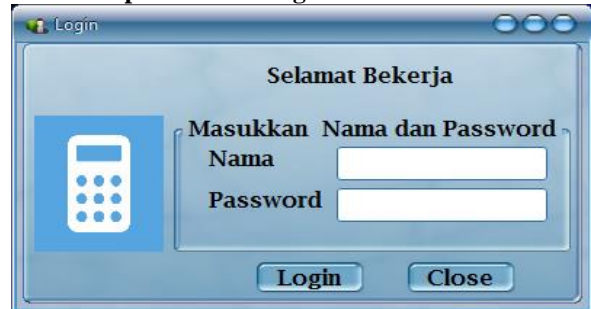 Login
Selamat Bekerja
Masukkan Nama dan Password
Nama
Password
Login Close